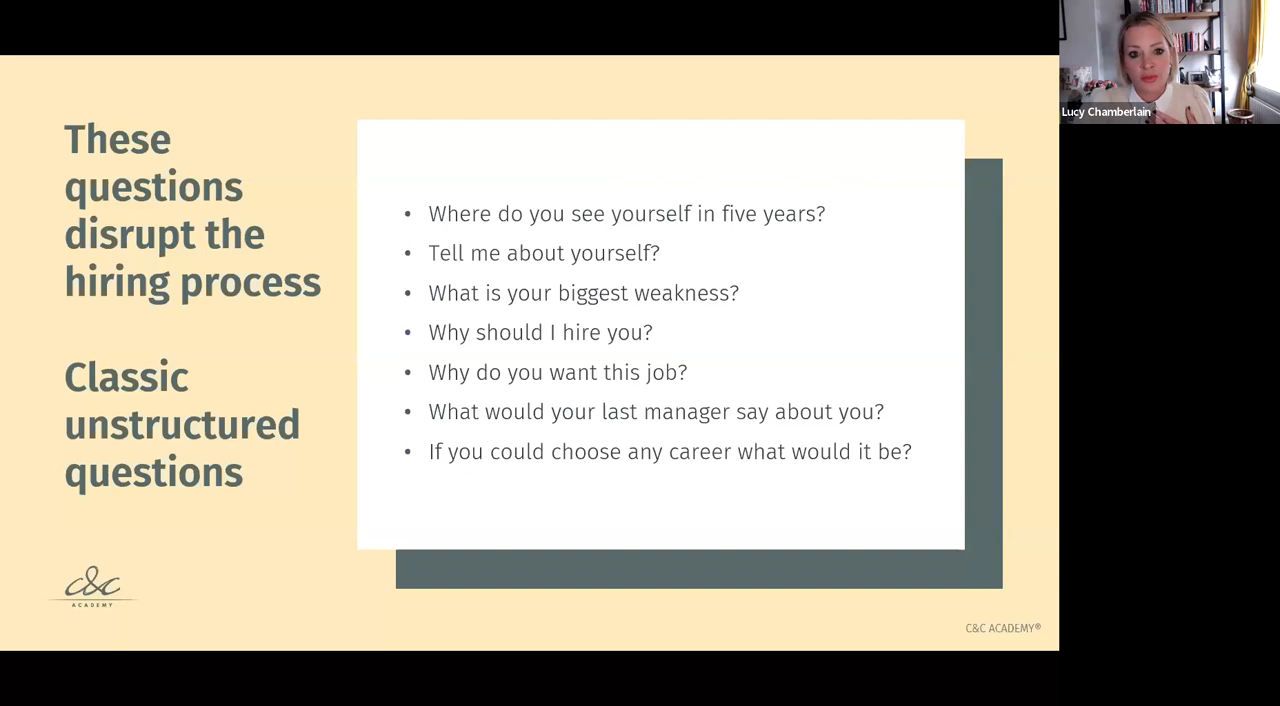 These
questions
disrupt the
hiring process
Classic
unstructured
questions
• Where do you see yourself in five years?
• Tell me about yourself?
• What is your biggest weakness?
• Why should I hire you?
• Why do you want this job?
• What would your last manager say about you?
• If you could choose any career what would it be?
c&c
ACADEMY
C&C ACADEMY®
Lucy Chamberlain